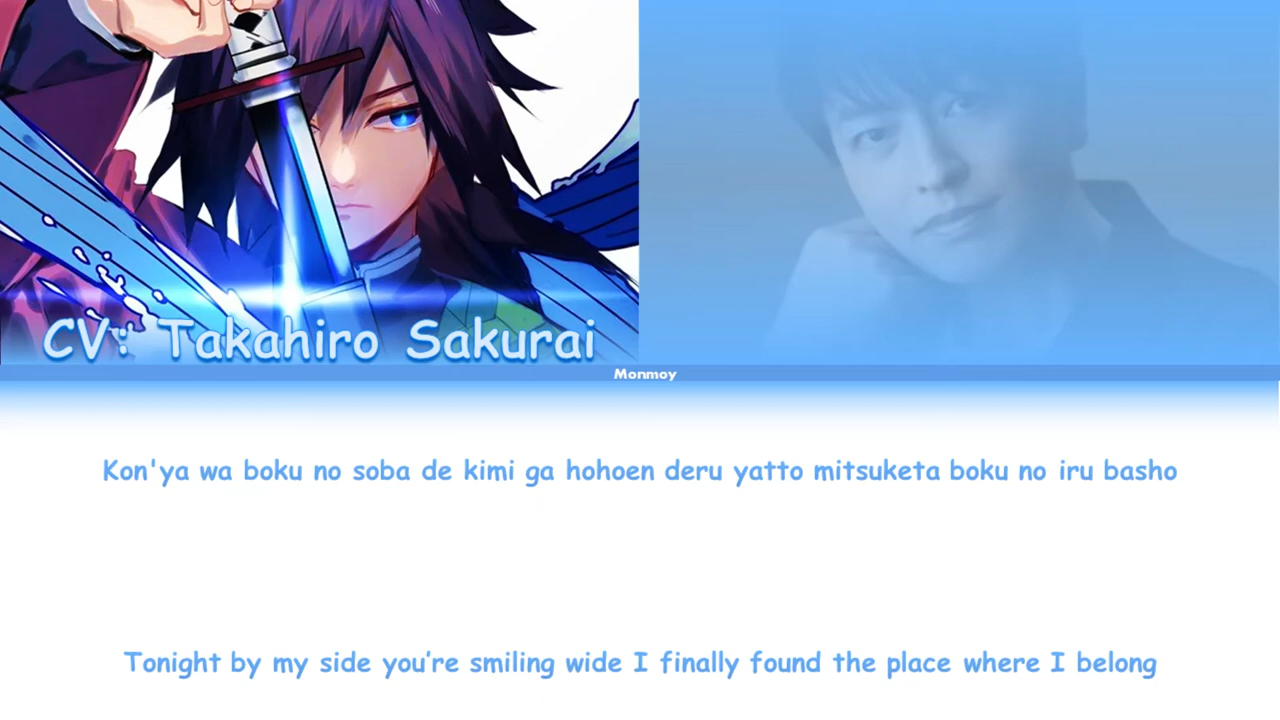 CV: Takahiro Sakurai
Monmoy
Kon'ya wa boku no soba de kimi ga hohoen deru yatto mitsuketa boku no iru basho
Tonight by my side you’re smiling wide I finally found the place where I belong